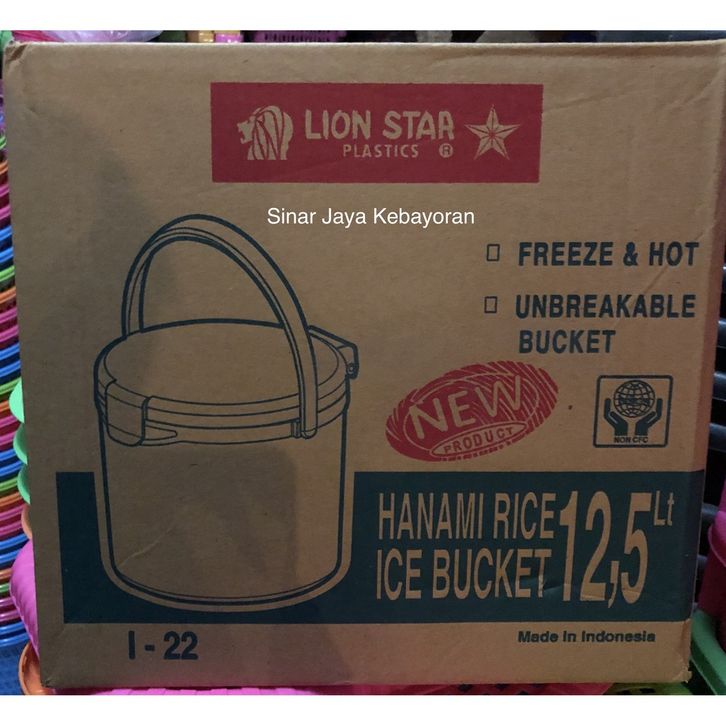 LION STAR
PLASTICS ®
Sinar Jaya Kebayoran
FREEZE & HOT
UNBREAKABLE
BUCKET
NEW
PRODUCT
NON CFC
HANAMI RICE
ICE BUCKET
12,5 Lt
I - 22
Made in Indonesia